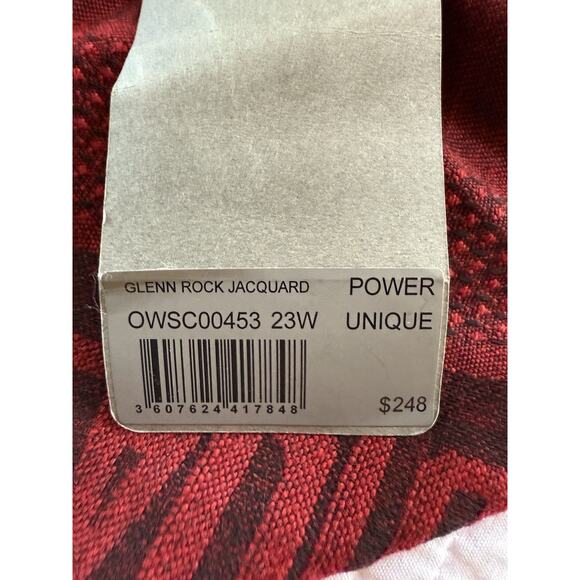 GLENN ROCK JACQUARD POWER
OWSC00453 23W UNIQUE
3 607624 417848
$248